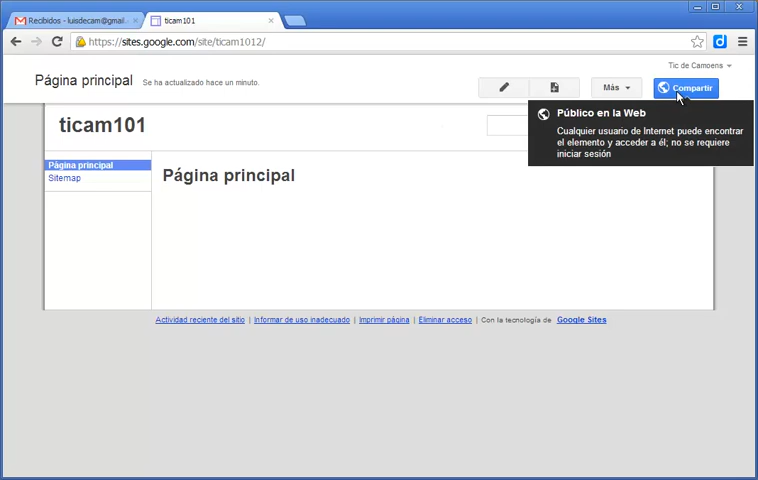 Recibidos - luisdecam@gmail
ticam101
https://sites.google.com/site/ticam1012/
Tic de Camoens
Página principal
Se ha actualizado hace un minuto.
Más
Compartir
Público en la Web
Cualquier usuario de Internet puede encontrar
el elemento y acceder a él; no se requiere
iniciar sesión
ticam101
Página principal
Sitemap
Página principal
Actividad reciente del sitio | Informar de uso inadecuado | Imprimir página | Eliminar acceso | Con la tecnología de Google Sites